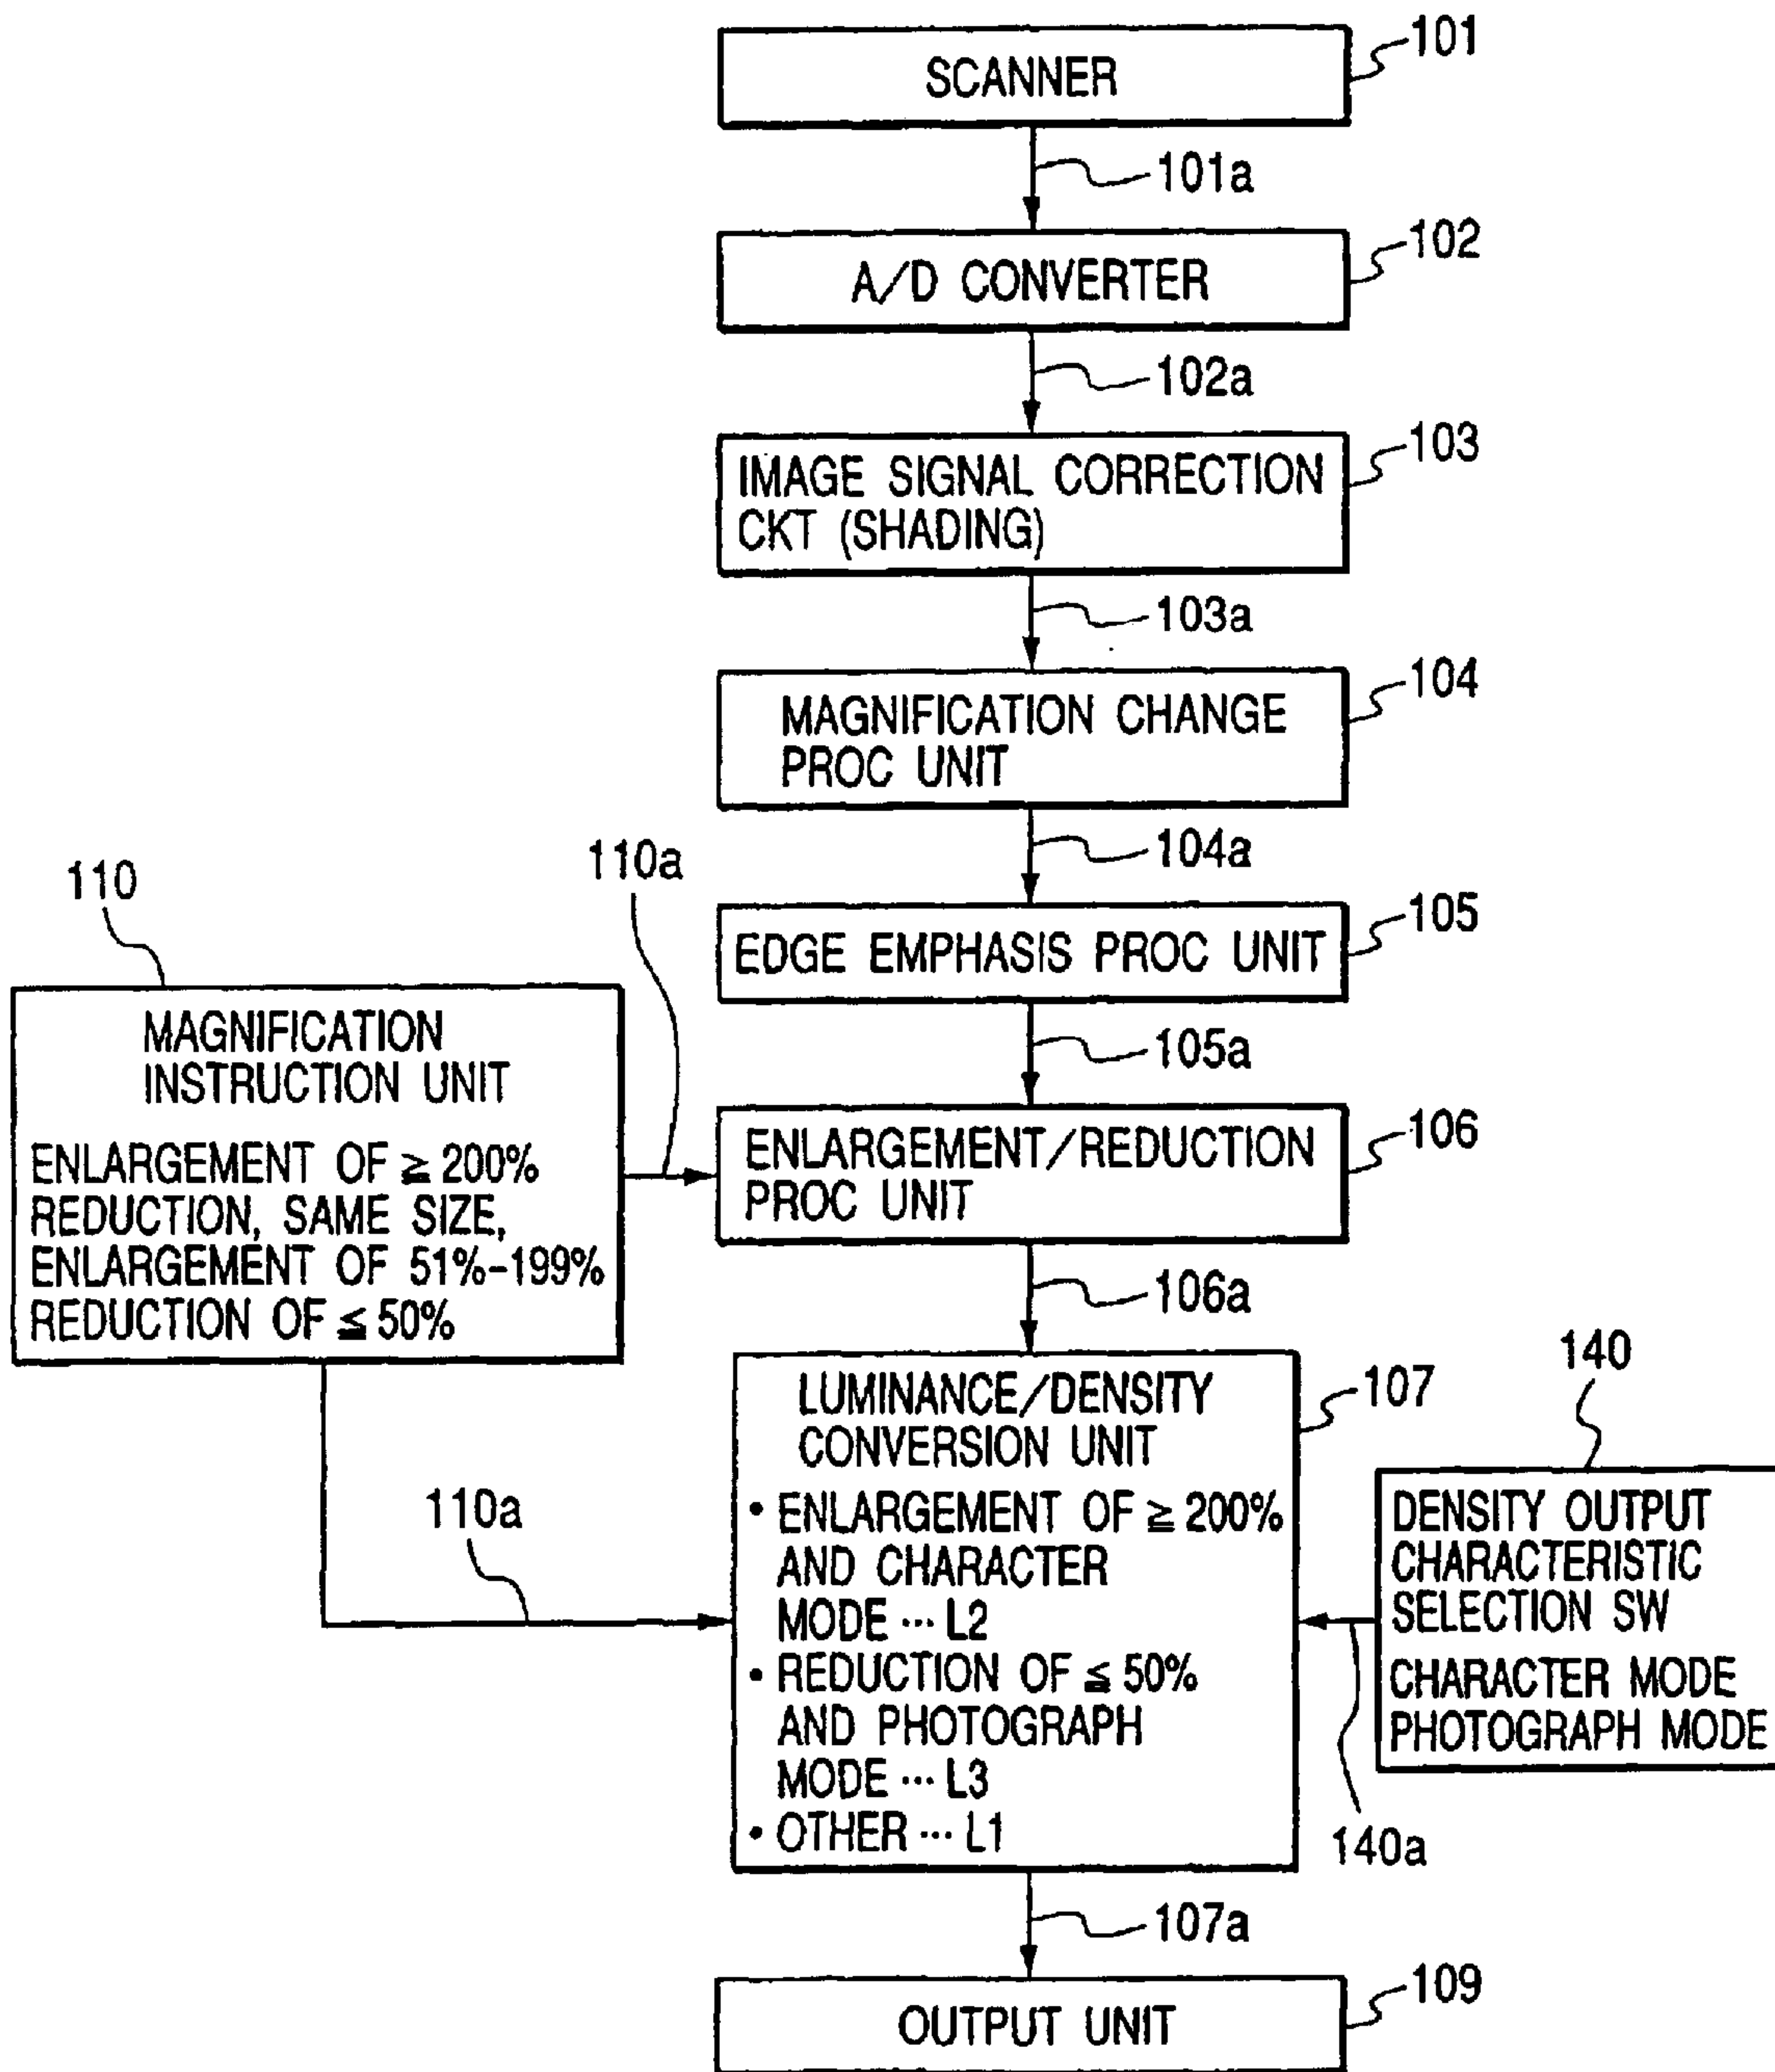 SCANNER
101
101a
A/D CONVERTER
102
102a
IMAGE SIGNAL CORRECTION
CKT (SHADING)
103
103a
MAGNIFICATION CHANGE
PROC UNIT
104
104a
EDGE EMPHASIS PROC UNIT
105
105a
110
MAGNIFICATION
INSTRUCTION UNIT
ENLARGEMENT OF ≧ 200%
REDUCTION, SAME SIZE,
ENLARGEMENT OF 51%-199%
REDUCTION OF ≦ 50%
110a
ENLARGEMENT/REDUCTION
PROC UNIT
106
106a
110a
LUMINANCE/DENSITY
CONVERSION UNIT
• ENLARGEMENT OF ≧ 200%
AND CHARACTER
MODE ··· L2
• REDUCTION OF ≦ 50%
AND PHOTOGRAPH
MODE ··· L3
• OTHER ··· L1
107
140
DENSITY OUTPUT
CHARACTERISTIC
SELECTION SW
CHARACTER MODE
PHOTOGRAPH MODE
140a
107a
OUTPUT UNIT
109